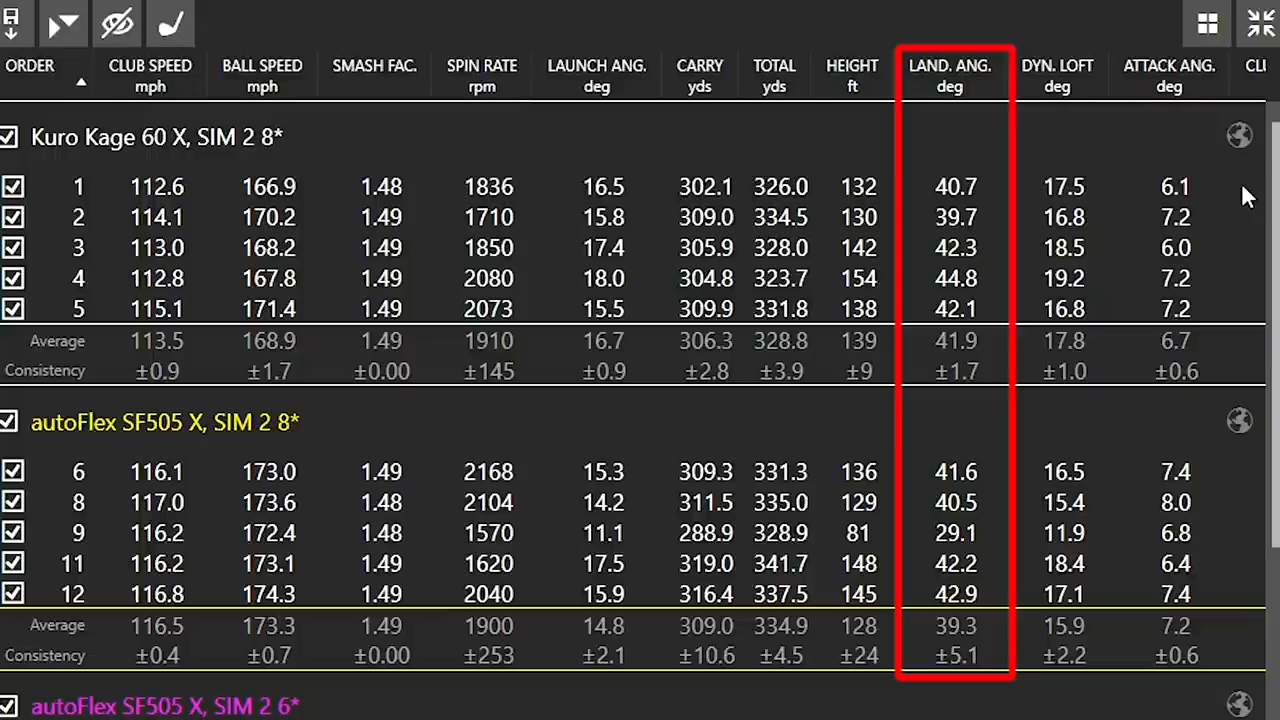 ORDER CLUB SPEED BALL SPEED SMASH FAC. SPIN RATE LAUNCH ANG. CARRY TOTAL HEIGHT LAND. ANG. DYN. LOFT ATTACK ANG. CLI
mph mph rpm deg yds yds ft deg deg deg
Kuro Kage 60 X, SIM 2 8*
1 112.6 166.9 1.48 1836 16.5 302.1 326.0 132 40.7 17.5 6.1
2 114.1 170.2 1.49 1710 15.8 309.0 334.5 130 39.7 16.8 7.2
3 113.0 168.2 1.49 1850 17.4 305.9 328.0 142 42.3 18.5 6.0
4 112.8 167.8 1.49 2080 18.0 304.8 323.7 154 44.8 19.2 7.2
5 115.1 171.4 1.49 2073 15.5 309.9 331.8 138 42.1 16.8 7.2
Average 113.5 168.9 1.49 1910 16.7 306.3 328.8 139 41.9 17.8 6.7
Consistency ±0.9 ±1.7 ±0.00 ±145 ±0.9 ±2.8 ±3.9 ±9 ±1.7 ±1.0 ±0.6
autoFlex SF505 X, SIM 2 8*
6 116.1 173.0 1.49 2168 15.3 309.3 331.3 136 41.6 16.5 7.4
8 117.0 173.6 1.48 2104 14.2 311.5 335.0 129 40.5 15.4 8.0
9 116.2 172.4 1.48 1570 11.1 288.9 328.9 81 29.1 11.9 6.8
11 116.2 173.1 1.49 1620 17.5 319.0 341.7 148 42.2 18.4 6.4
12 116.8 174.3 1.49 2040 15.9 316.4 337.5 145 42.9 17.1 7.4
Average 116.5 173.3 1.49 1900 14.8 309.0 334.9 128 39.3 15.9 7.2
Consistency ±0.4 ±0.7 ±0.00 ±253 ±2.1 ±10.6 ±4.5 ±24 ±5.1 ±2.2 ±0.6
autoFlex SF505 X, SIM 2 6*